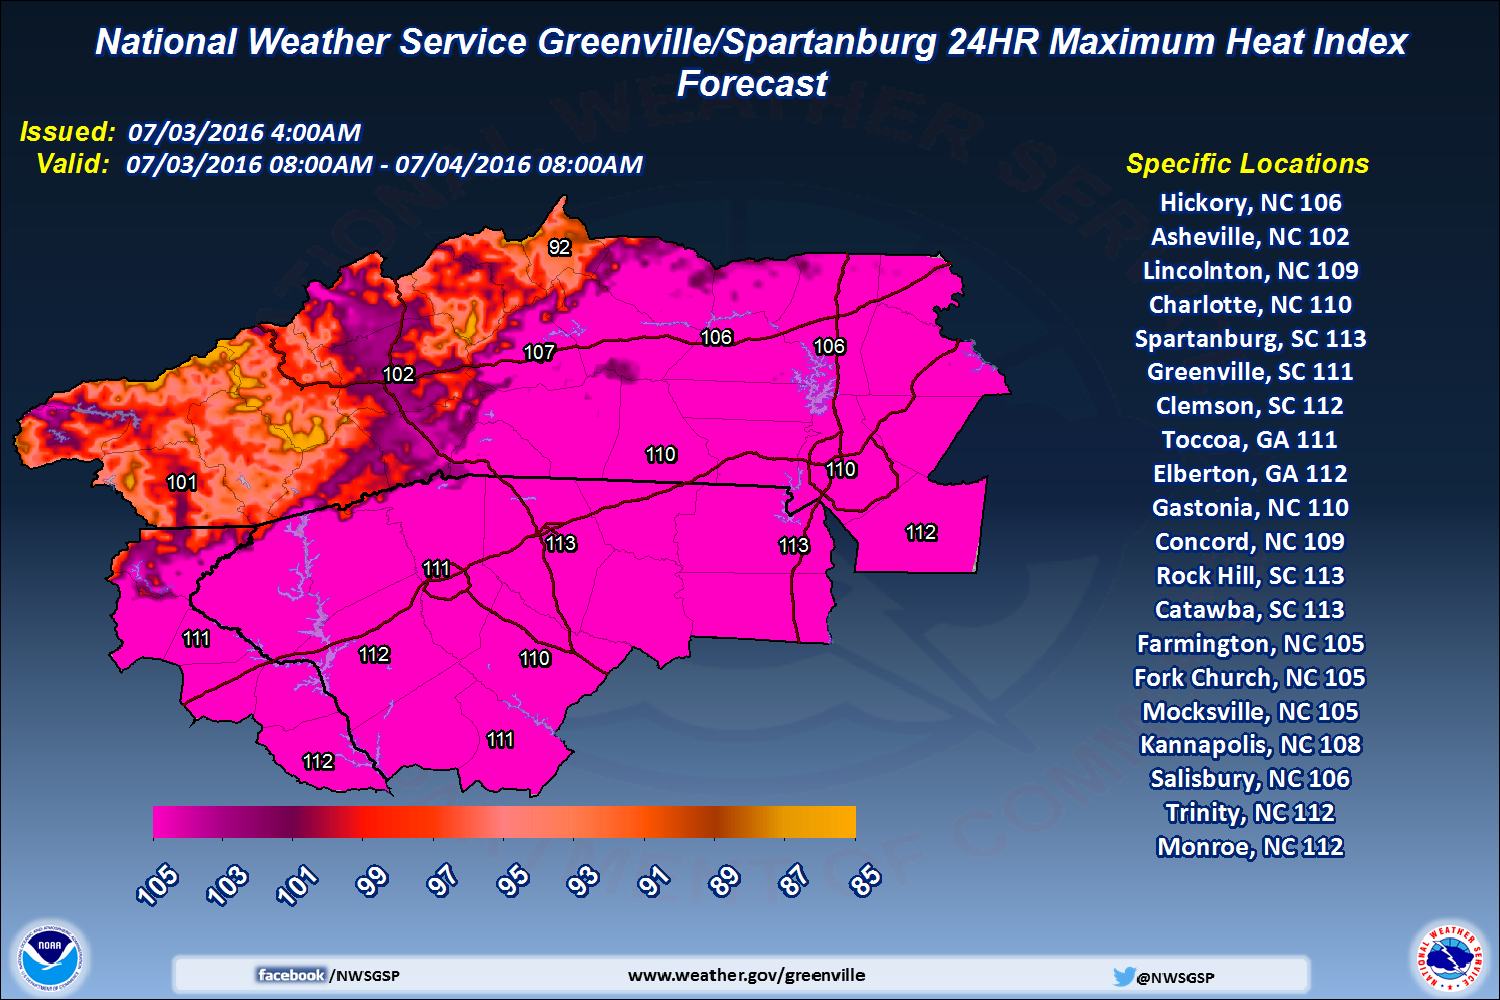 National Weather Service Greenville/Spartanburg 24HR Maximum Heat Index
Forecast
Issued: 07/03/2016 4:00AM
Valid: 07/03/2016 08:00AM - 07/04/2016 08:00AM
Specific Locations
Hickory, NC 106
Asheville, NC 102
Lincolnton, NC 109
Charlotte, NC 110
Spartanburg, SC 113
Greenville, SC 111
Clemson, SC 112
Toccoa, GA 111
Elberton, GA 112
Gastonia, NC 110
Concord, NC 109
Rock Hill, SC 113
Catawba, SC 113
Farmington, NC 105
Fork Church, NC 105
Mocksville, NC 105
Kannapolis, NC 108
Salisbury, NC 106
Trinity, NC 112
Monroe, NC 112
92
106
106
107
102
110
110
101
112
113
113
111
111
112
110
111
112
105 103 101 99 97 95 93 91 89 87 85
NOAA
facebook /NWSGSP
www.weather.gov/greenville
@NWSGSP
NATIONAL WEATHER SERVICE